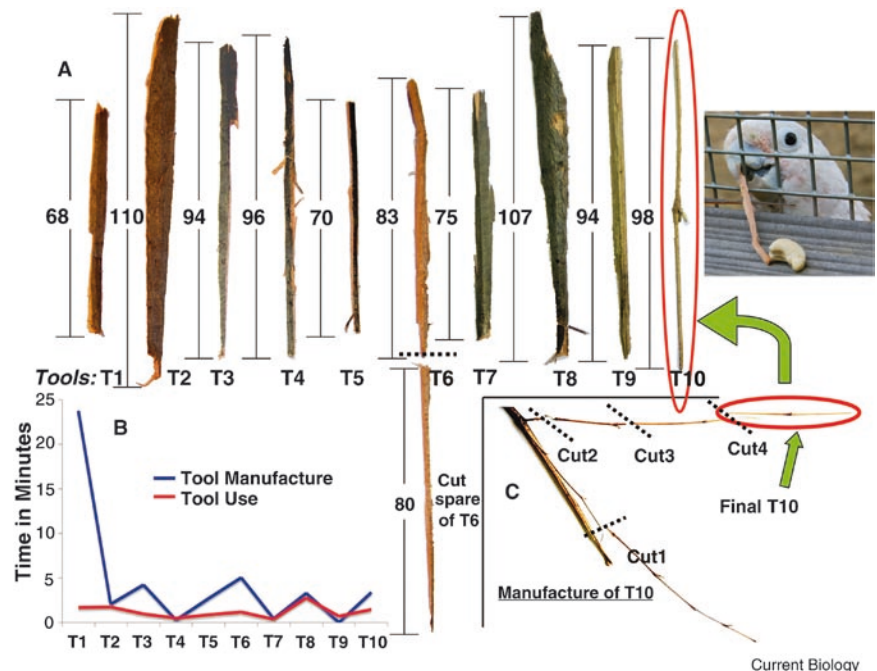 A
68
110
94
96
70
83
75
107
94
98
Tools: T1 T2 T3 T4 T5 T6 T7 T8 T9 T10
B
Time in Minutes
25
20
15
10
5
0
Tool Manufacture
Tool Use
T1 T2 T3 T4 T5 T6 T7 T8 T9 T10
80
Cut
spare
of T6
C
Cut2
Cut3
Cut4
Cut1
Final T10
Manufacture of T10
Current Biology